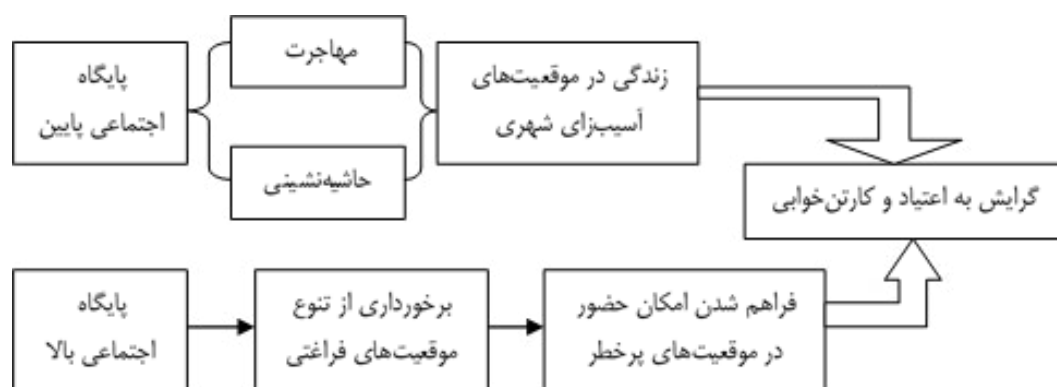 پایگاه
اجتماعی پایین
مهاجرت
حاشیه‌نشینی
زندگی در موقعیت‌های
آسیب‌زای شهری
گرایش به اعتیاد و کارتن‌خوابی
پایگاه
اجتماعی بالا
برخورداری از تنوع
موقعیت‌های فراغتی
فراهم شدن امکان حضور
در موقعیت‌های پرخطر